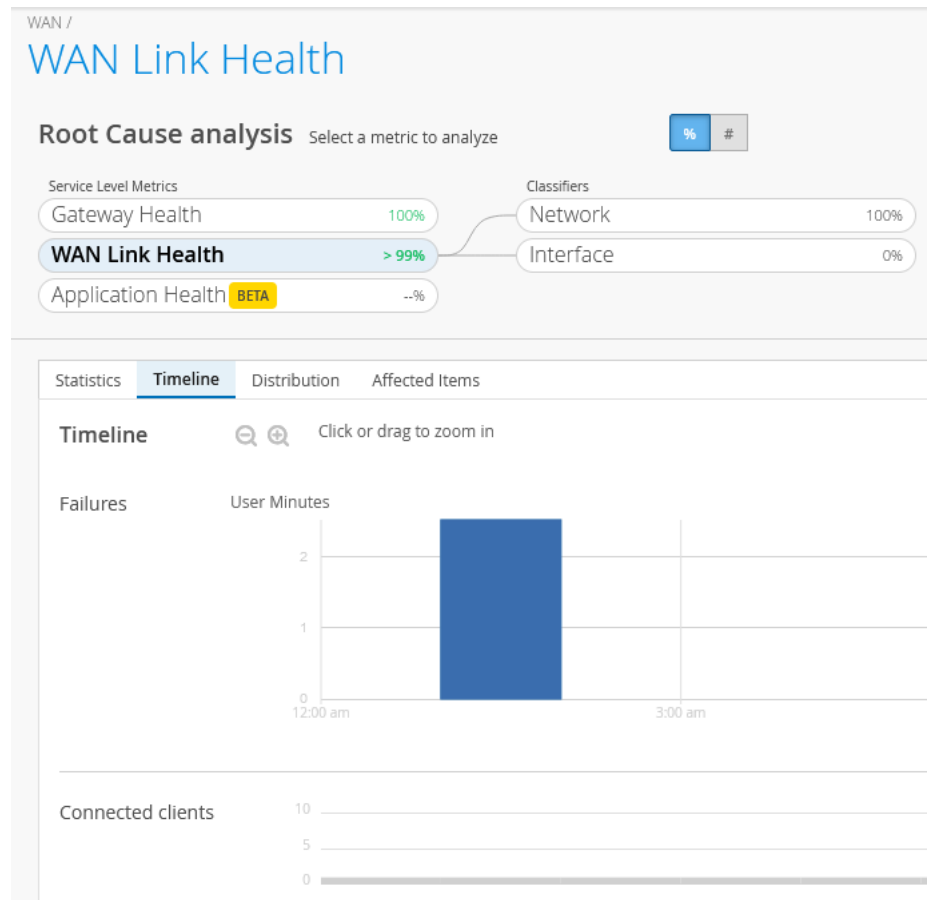 WAN /
WAN Link Health
Root Cause analysis Select a metric to analyze % #
Service Level Metrics Classifiers
Gateway Health 100% Network 100%
WAN Link Health > 99% Interface 0%
Application Health BETA --%
Statistics Timeline Distribution Affected Items
Timeline Click or drag to zoom in
Failures User Minutes
2
1
0
12:00 am 3:00 am
Connected clients 10
5
0